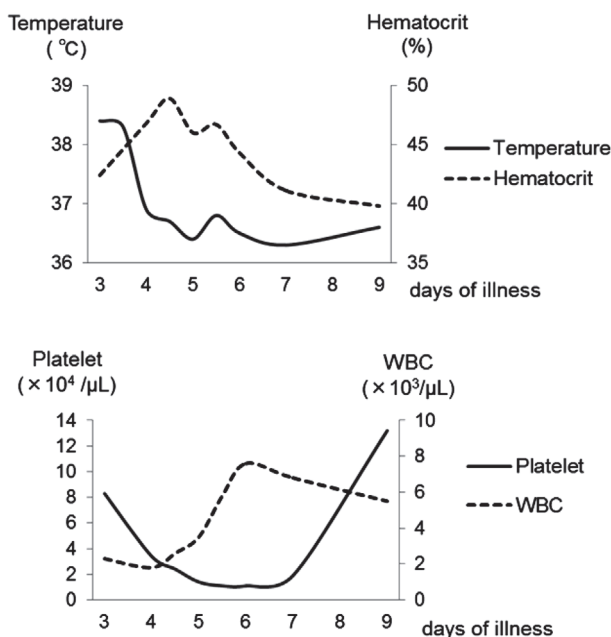 Temperature
( ℃)
Hematocrit
(%)
39
38
37
36
50
45
40
35
3 4 5 6 7 8 9
days of illness
Temperature
Hematocrit
Platelet
(×10⁴ /μL)
WBC
(×10³/μL)
14
12
10
8
6
4
2
0
10
8
6
4
2
0
3 4 5 6 7 8 9
days of illness
Platelet
WBC